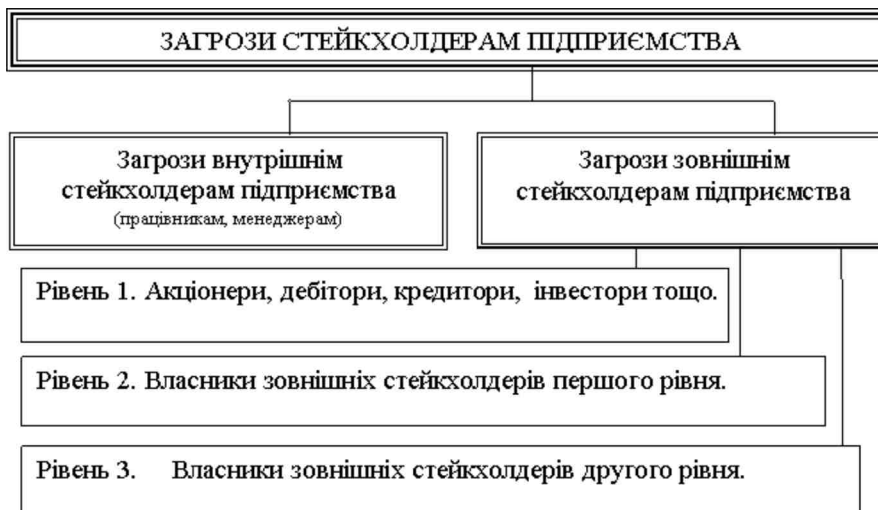 ЗАГРОЗИ СТЕЙКХОЛДЕРАМ ПІДПРИЄМСТВА
Загрози внутрішнім
стейкхолдерам підприємства
(працівникам, менеджерам)
Загрози зовнішнім
стейкхолдерам підприємства
Рівень 1. Акціонери, дебітори, кредитори, інвестори тощо.
Рівень 2. Власники зовнішніх стейкхолдерів першого рівня.
Рівень 3. Власники зовнішніх стейкхолдерів другого рівня.